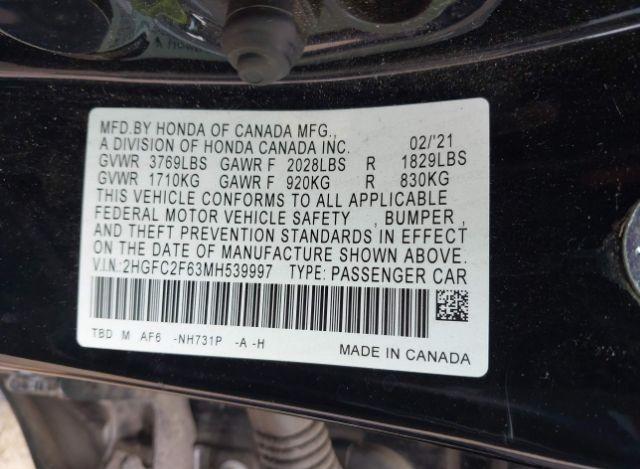 MFD.BY HONDA OF CANADA MFG.,
A DIVISION OF HONDA CANADA INC. 02/'21
GVWR 3769LBS GAWR F 2028LBS R 1829LBS
GVWR 1710KG GAWR F 920KG R 830KG
THIS VEHICLE CONFORMS TO ALL APPLICABLE
FEDERAL MOTOR VEHICLE SAFETY , BUMPER ,
AND THEFT PREVENTION STANDARDS IN EFFECT
ON THE DATE OF MANUFACTURE SHOWN ABOVE.
V.I.N.:2HGFC2F63MH539997 TYPE: PASSENGER CAR
TBD M AF6 -NH731P -A -H
MADE IN CANADA